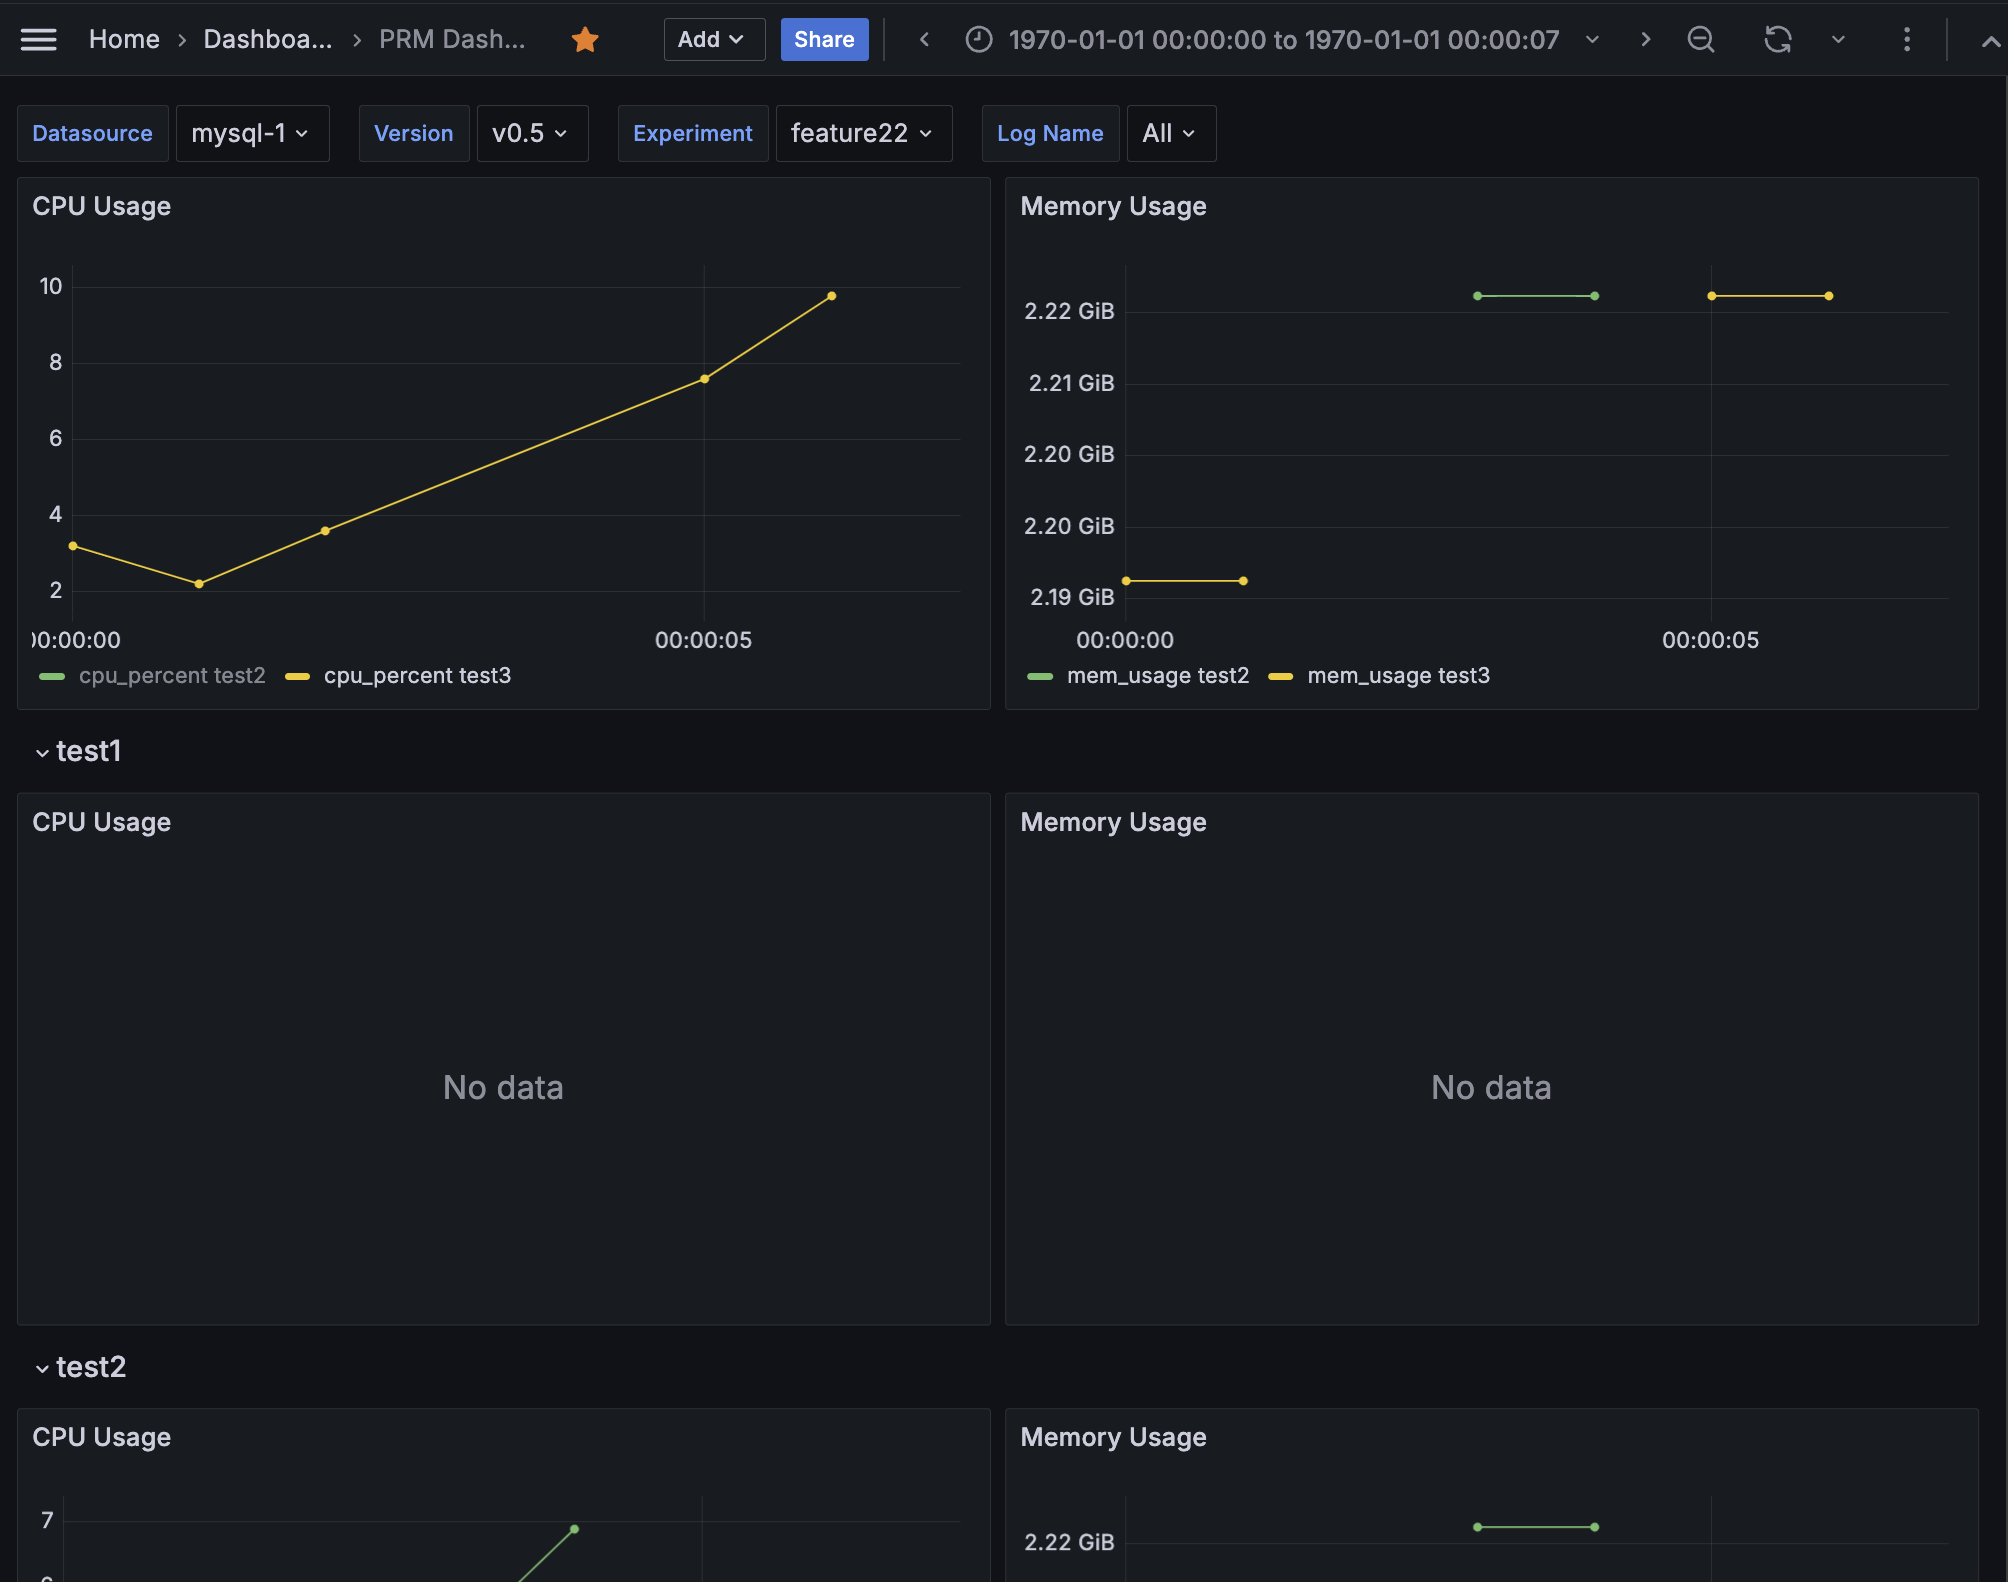 Home › Dashboa... › PRM Dash... Add Share 1970-01-01 00:00:00 to 1970-01-01 00:00:07
Datasource mysql-1 Version v0.5 Experiment feature22 Log Name All
CPU Usage
10
8
6
4
2
00:00:00 00:00:05
cpu_percent test2 cpu_percent test3
Memory Usage
2.22 GiB
2.21 GiB
2.20 GiB
2.20 GiB
2.19 GiB
00:00:00 00:00:05
mem_usage test2 mem_usage test3
test1
CPU Usage
No data
Memory Usage
No data
test2
CPU Usage
7
Memory Usage
2.22 GiB